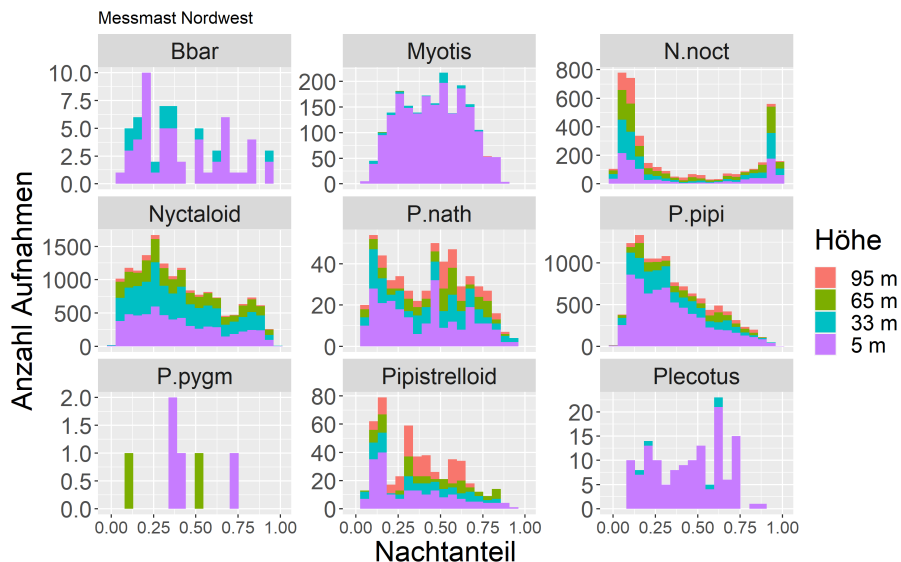 Messmast Nordwest
Bbar
Myotis
N.noct
10.0
7.5
5.0
2.5
0.0
200
150
100
50
0
800
600
400
200
0
Nyctaloid
P.nath
P.pipi
1500
1000
500
0
40
20
0
1000
500
0
P.pygm
Pipistrelloid
Plecotus
2.0
1.5
1.0
0.5
0.0
80
60
40
20
0
20
15
10
5
0
0.00 0.25 0.50 0.75 1.00
0.00 0.25 0.50 0.75 1.00
0.00 0.25 0.50 0.75 1.00
Nachtanteil
Anzahl Aufnahmen
Höhe
95 m
65 m
33 m
5 m